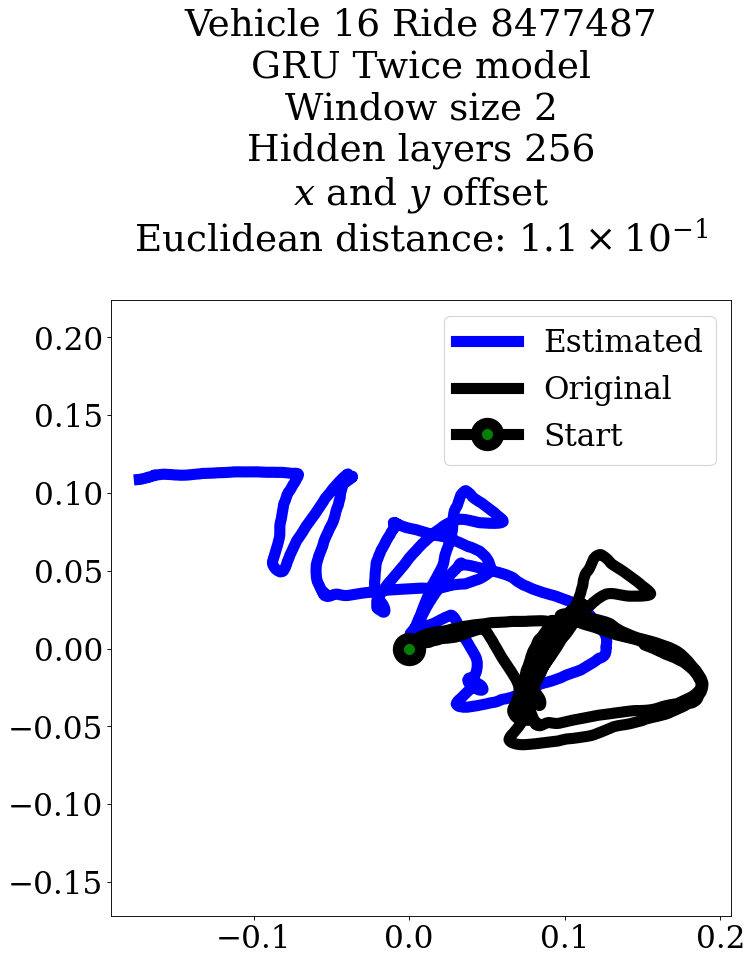 Vehicle 16 Ride 8477487
GRU Twice model
Window size 2
Hidden layers 256
x and y offset
Euclidean distance: 1.1 × 10⁻¹
Estimated
Original
Start
0.20
0.15
0.10
0.05
0.00
−0.05
−0.10
−0.15
−0.1 0.0 0.1 0.2